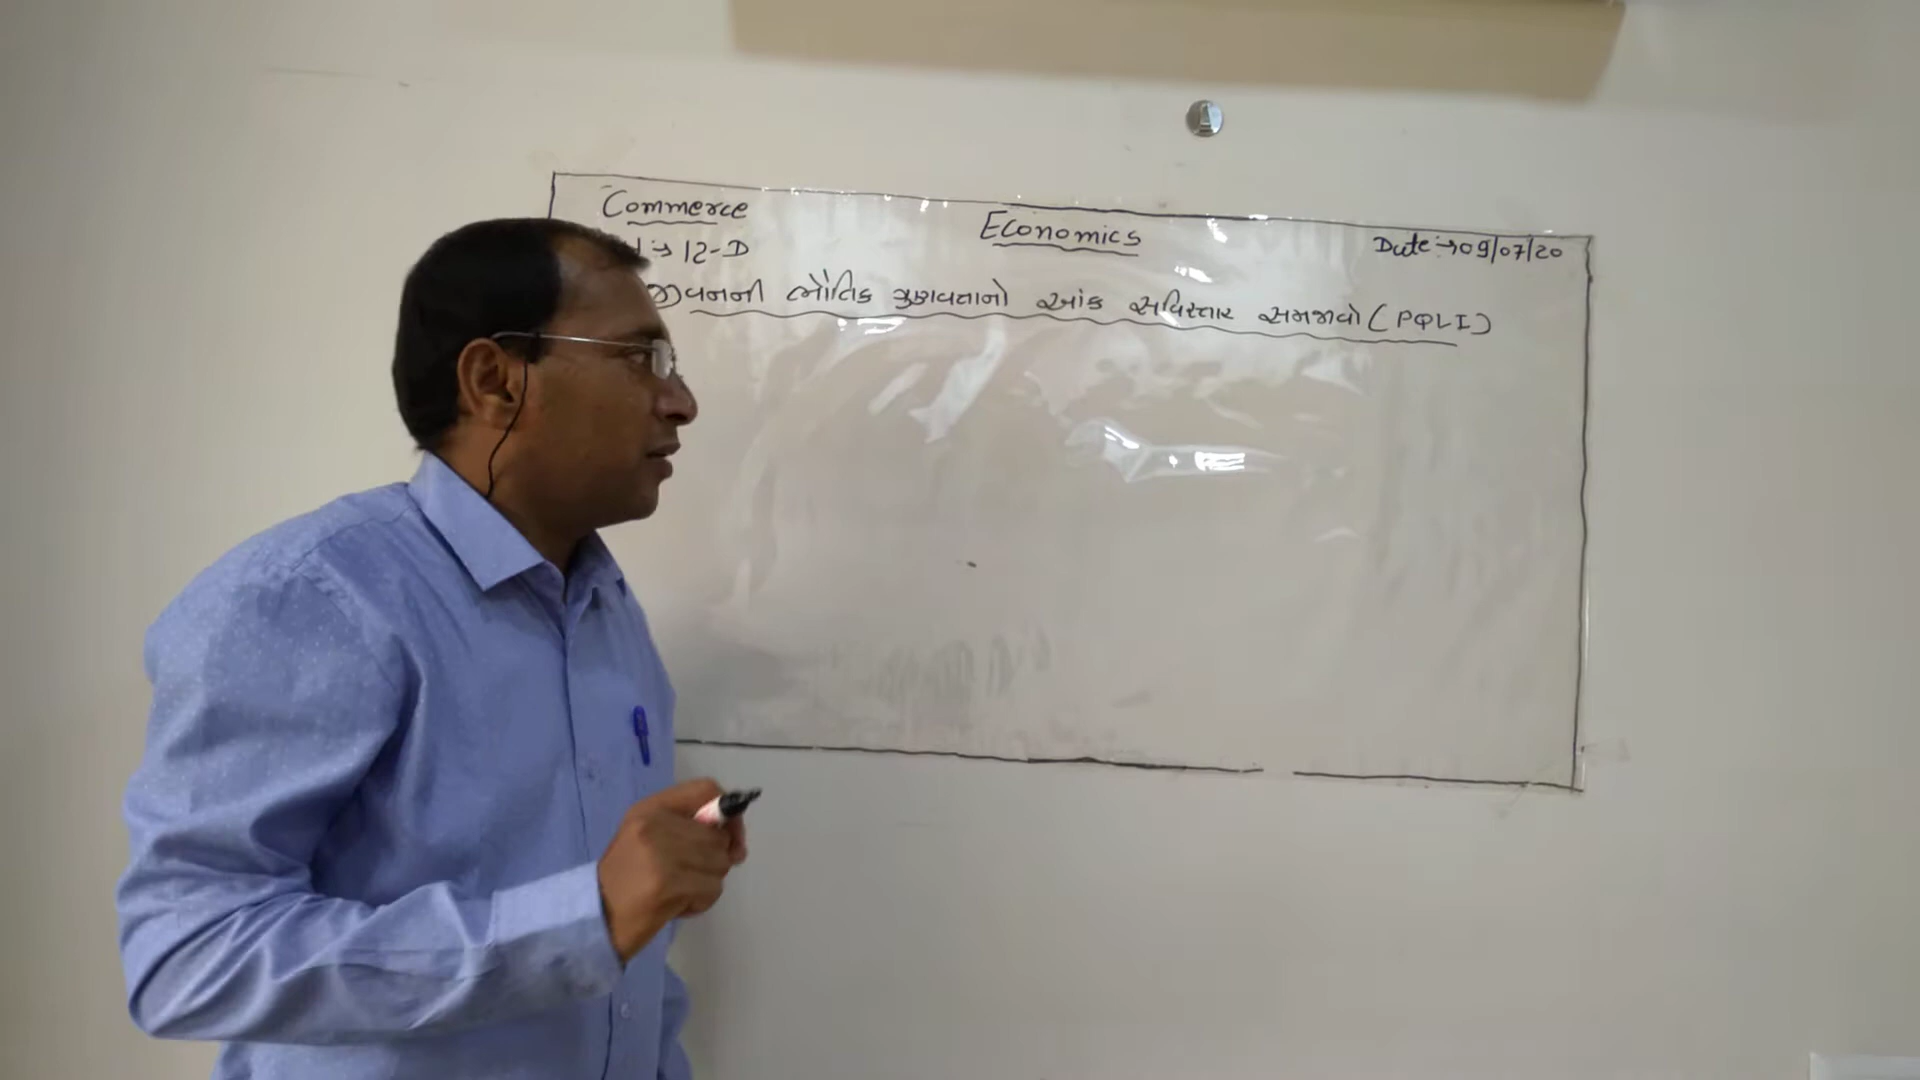 Commerce
Economics
Date → 09/07/20
→ 12-D
જીવનની ભૌતિક ગુણવત્તાનો આંક સવિસ્તાર સમજાવો (PQLI)